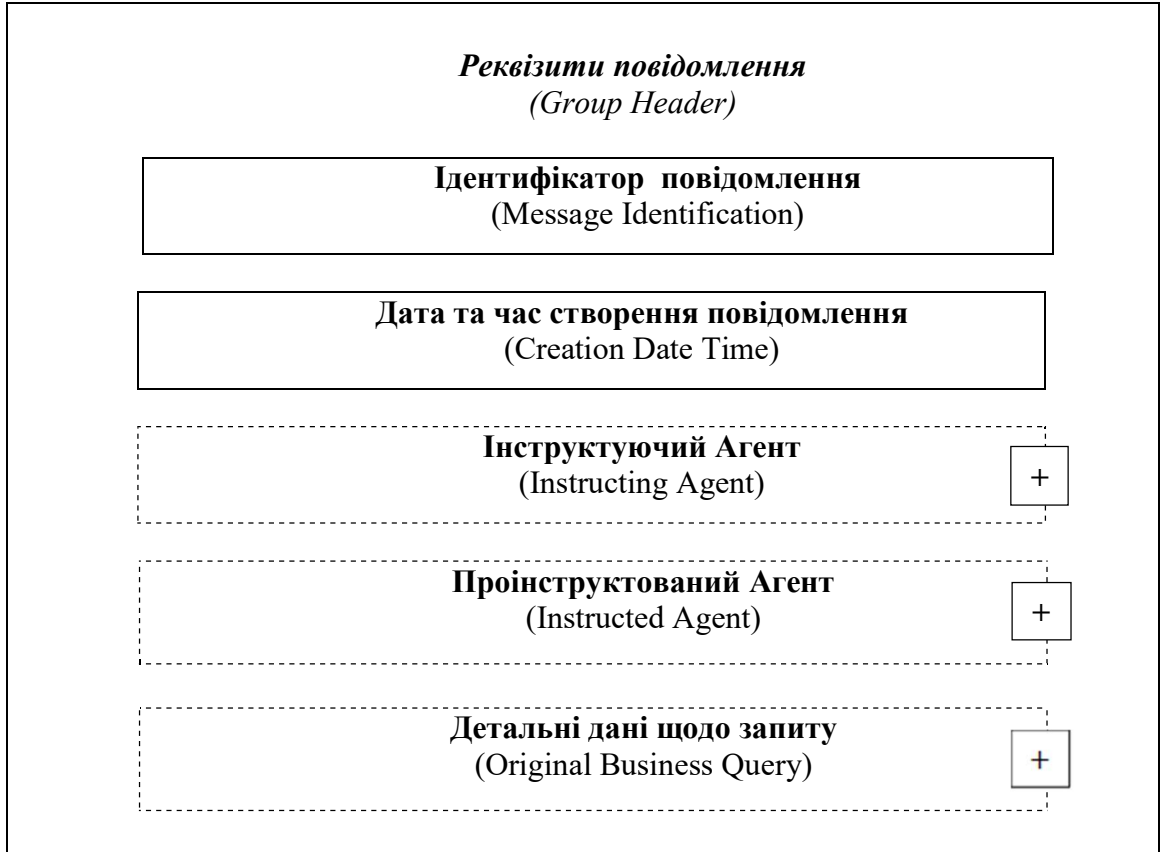 Реквізити повідомлення
(Group Header)
Ідентифікатор повідомлення
(Message Identification)
Дата та час створення повідомлення
(Creation Date Time)
Інструктуючий Агент
(Instructing Agent)
+
Проінструктований Агент
(Instructed Agent)
+
Детальні дані щодо запиту
(Original Business Query)
+